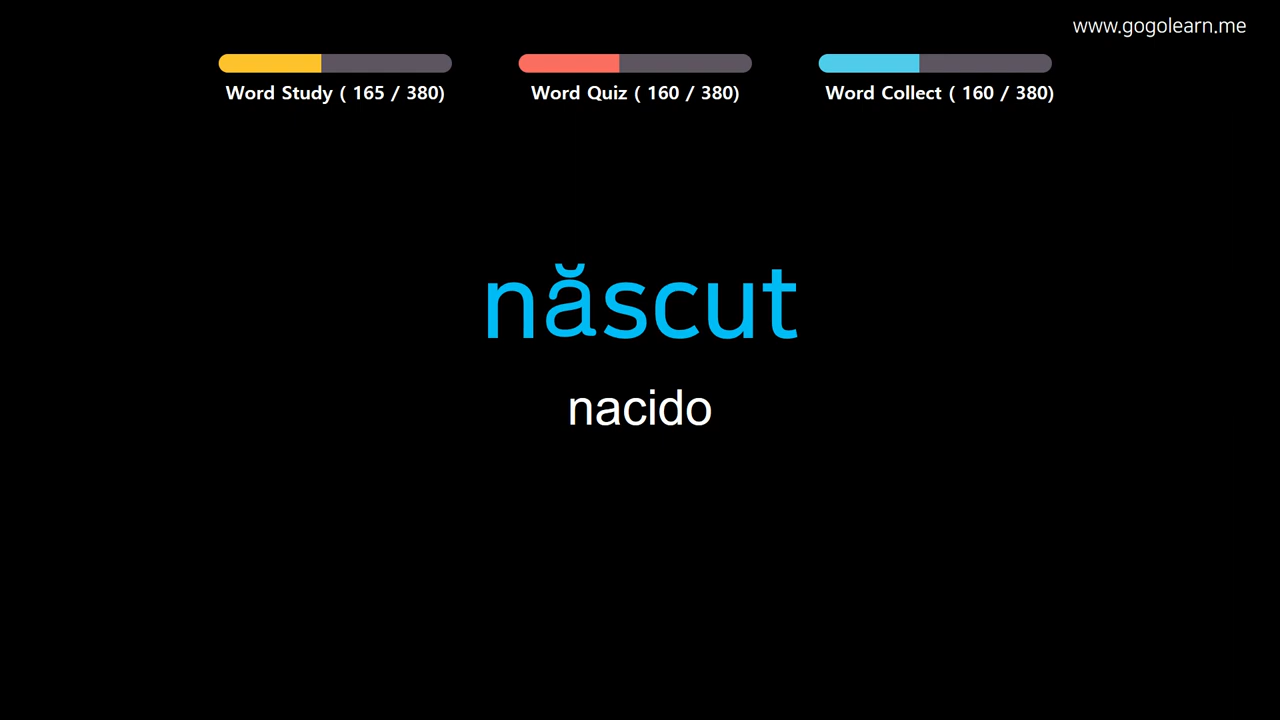 www.gogolearn.me
Word Study ( 165 / 380)
Word Quiz ( 160 / 380)
Word Collect ( 160 / 380)
născut
nacido